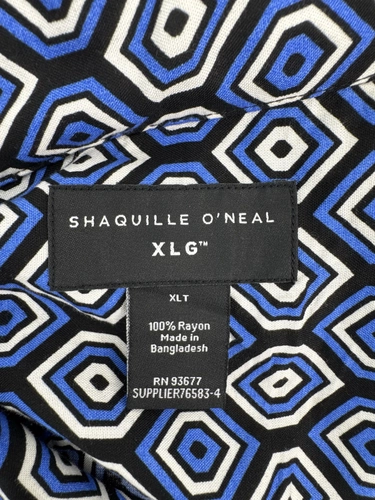 SHAQUILLE O'NEAL
XLG™
XLT
100% Rayon
Made in
Bangladesh
RN 93677
SUPPLIER76583-4